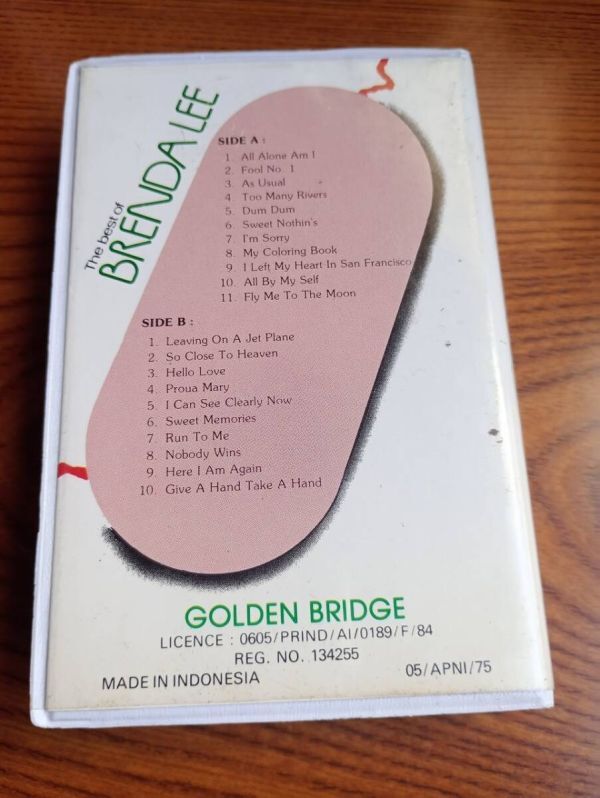 The best of
BRENDA LEE
SIDE A :
1. All Alone Am I
2. Fool No. 1
3. As Usual
4. Too Many Rivers
5. Dum Dum
6. Sweet Nothin's
7. I'm Sorry
8. My Coloring Book
9. I Left My Heart In San Francisco
10. All By My Self
11. Fly Me To The Moon
SIDE B :
1. Leaving On A Jet Plane
2. So Close To Heaven
3. Hello Love
4. Proua Mary
5. I Can See Clearly Now
6. Sweet Memories
7. Run To Me
8. Nobody Wins
9. Here I Am Again
10. Give A Hand Take A Hand
GOLDEN BRIDGE
LICENCE : 0605/PRIND/AI/0189/F/84
REG. NO. 134255
MADE IN INDONESIA
05/APNI/75